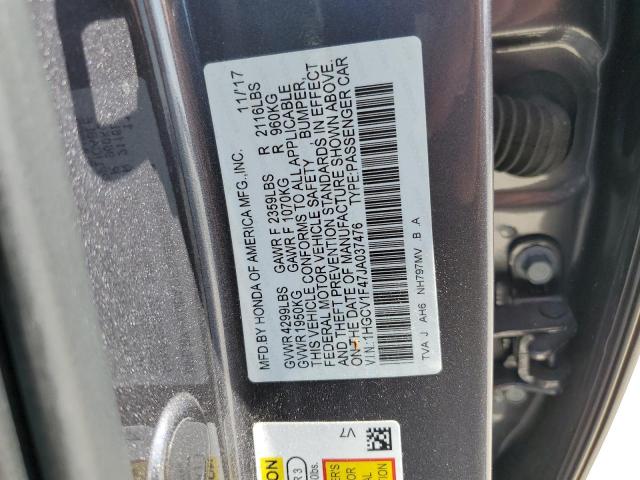 MFD.BY HONDA OF AMERICA MFG.,INC. 11/17
GVWR 4299LBS GAWR F 2359LBS R 2116LBS
GVWR 1950KG GAWR F 1070KG R 960KG
THIS VEHICLE CONFORMS TO ALL APPLICABLE
FEDERAL MOTOR VEHICLE SAFETY, BUMPER,
AND THEFT PREVENTION STANDARDS IN EFFECT
ON THE DATE OF MANUFACTURE SHOWN ABOVE.
V.I.N.:1HGCV1F47JA037476 TYPE:PASSENGER CAR
TVA J AH6 NH797MV B A
V7